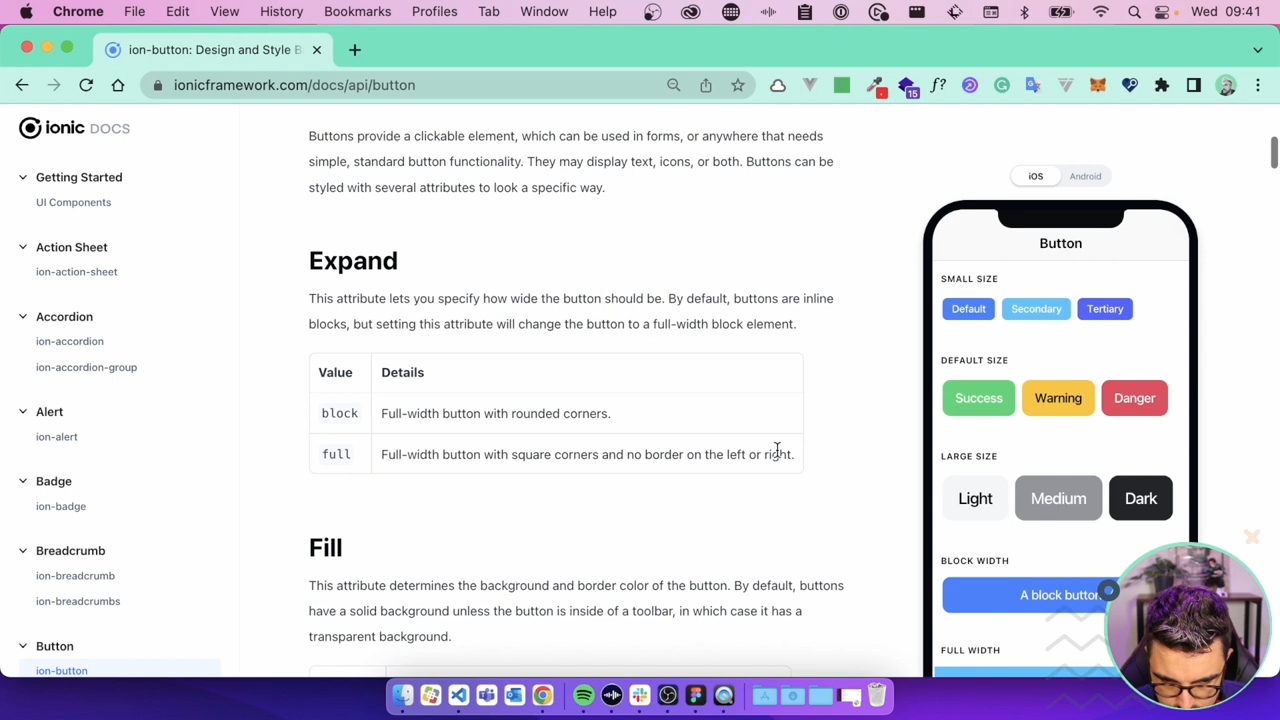 Chrome File Edit View History Bookmarks Profiles Tab Window Help Wed 09:41
ion-button: Design and Style B
ionicframework.com/docs/api/button
15
f?
ionic DOCS
Getting Started
UI Components
Action Sheet
ion-action-sheet
Accordion
ion-accordion
ion-accordion-group
Alert
ion-alert
Badge
ion-badge
Breadcrumb
ion-breadcrumb
ion-breadcrumbs
Button
ion-button
Buttons provide a clickable element, which can be used in forms, or anywhere that needs
simple, standard button functionality. They may display text, icons, or both. Buttons can be
styled with several attributes to look a specific way.
Expand
This attribute lets you specify how wide the button should be. By default, buttons are inline
blocks, but setting this attribute will change the button to a full-width block element.
Value Details
block Full-width button with rounded corners.
full Full-width button with square corners and no border on the left or right.
Fill
This attribute determines the background and border color of the button. By default, buttons
have a solid background unless the button is inside of a toolbar, in which case it has a
transparent background.
iOS Android
Button
SMALL SIZE
Default Secondary Tertiary
DEFAULT SIZE
Success Warning Danger
LARGE SIZE
Light Medium Dark
BLOCK WIDTH
A block button
FULL WIDTH